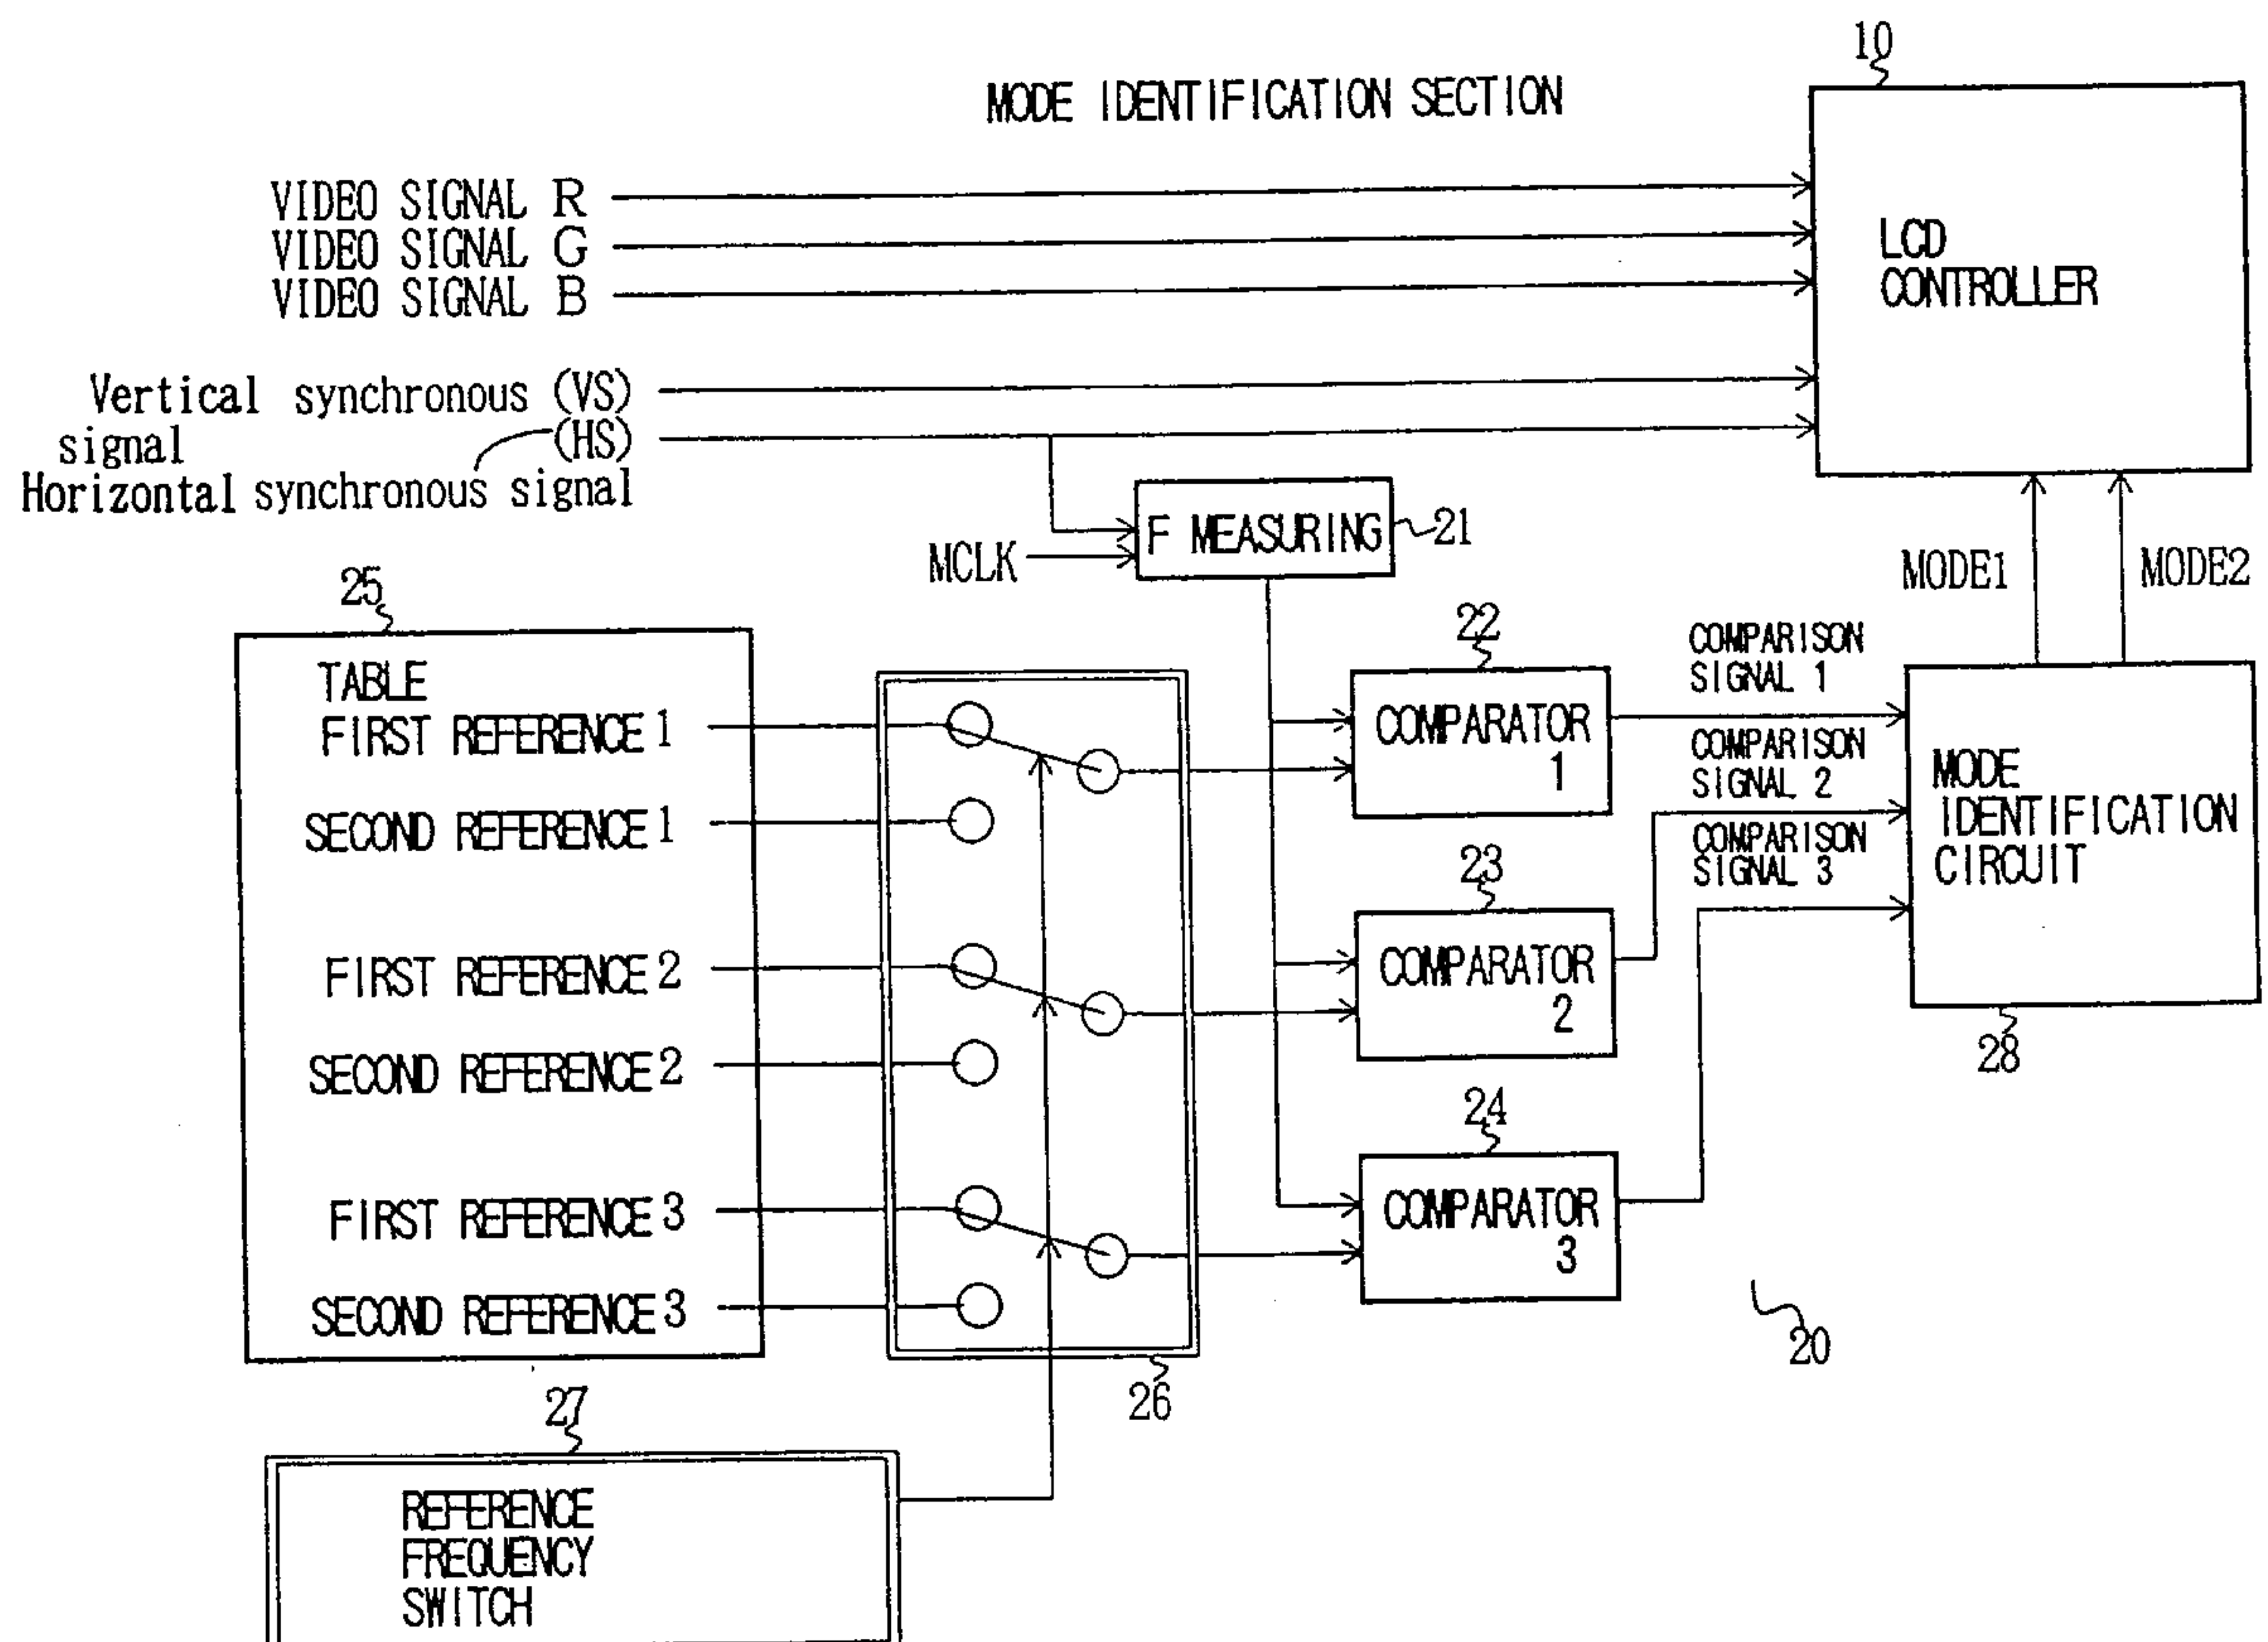 10
MODE IDENTIFICATION SECTION
VIDEO SIGNAL R
VIDEO SIGNAL G
VIDEO SIGNAL B
LCD
CONTROLLER
Vertical synchronous (VS)
signal
(HS)
Horizontal synchronous signal
F MEASURING
21
MCLK
MODE1
MODE2
25
TABLE
FIRST REFERENCE 1
SECOND REFERENCE 1
FIRST REFERENCE 2
SECOND REFERENCE 2
FIRST REFERENCE 3
SECOND REFERENCE 3
26
22
COMPARATOR
1
23
COMPARATOR
2
24
COMPARATOR
3
COMPARISON
SIGNAL 1
COMPARISON
SIGNAL 2
COMPARISON
SIGNAL 3
MODE
IDENTIFICATION
CIRCUIT
28
20
27
REFERENCE
FREQUENCY
SWITCH